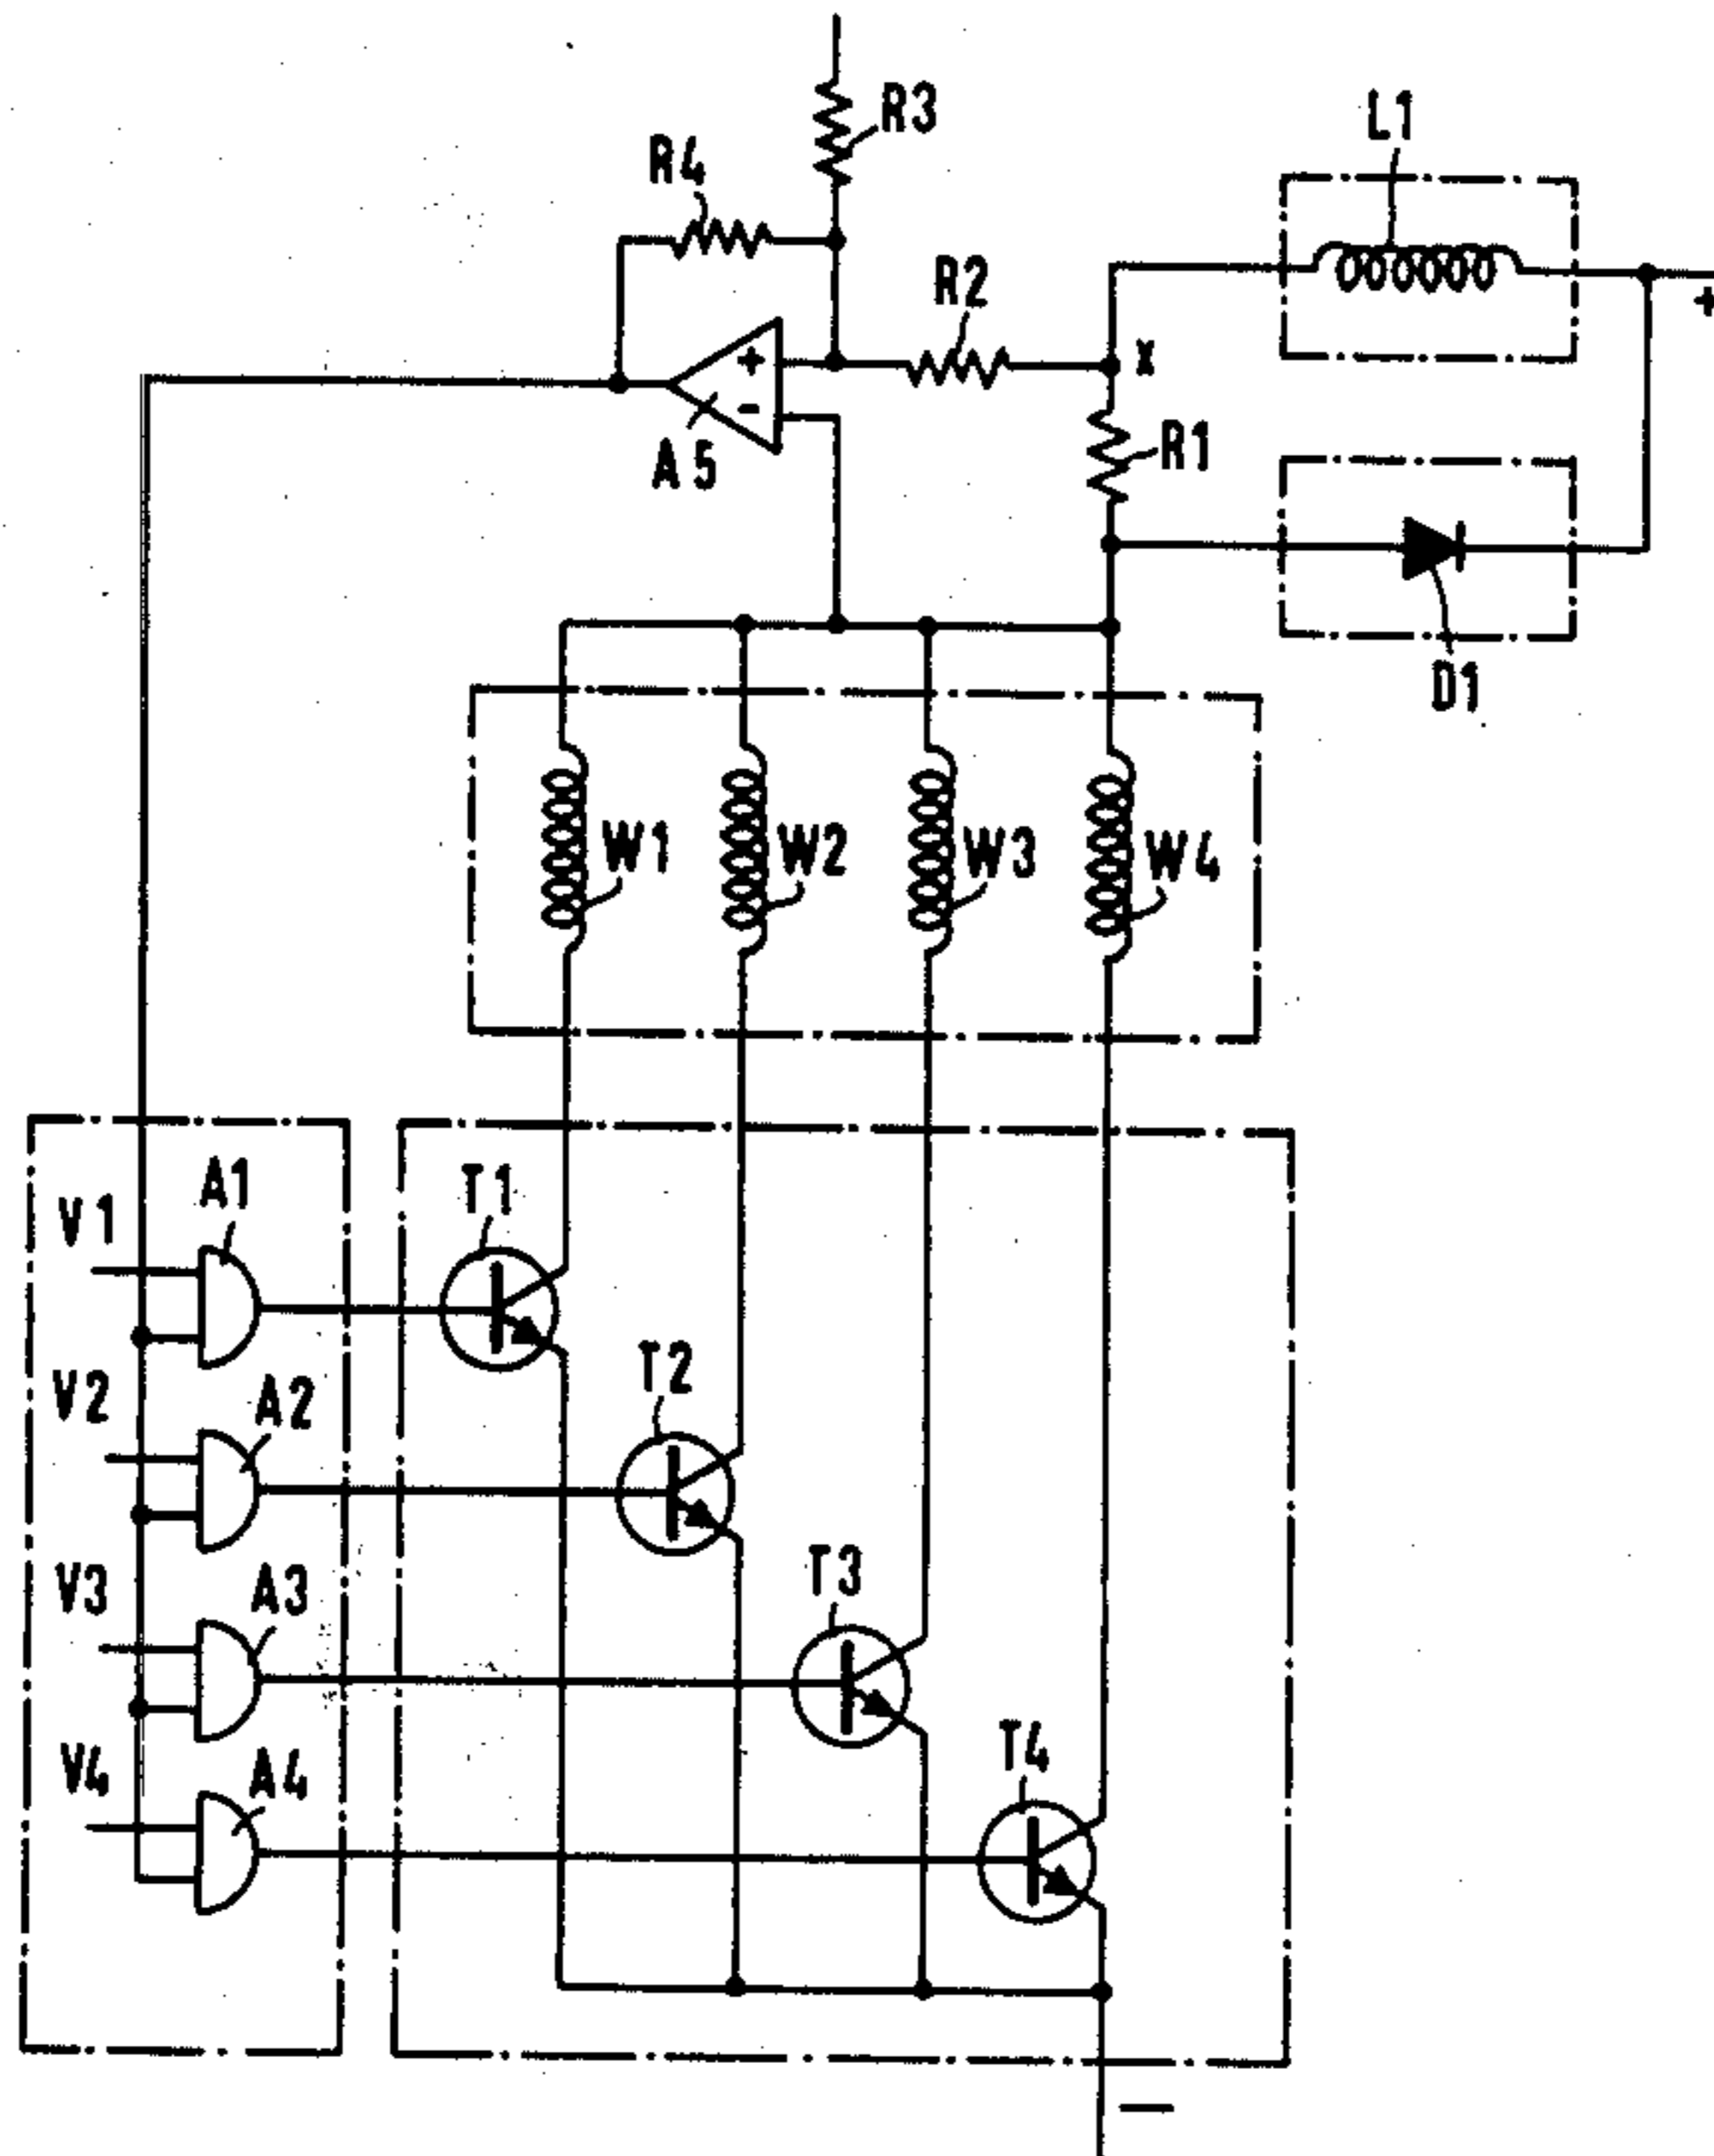 R3
L1
R4
R2
+
X
+
-
R1
A5
D1
W1 W2 W3 W4
A1
T1
V1
T2
V2
A2
T3
V3
A3
T4
V4
A4
—